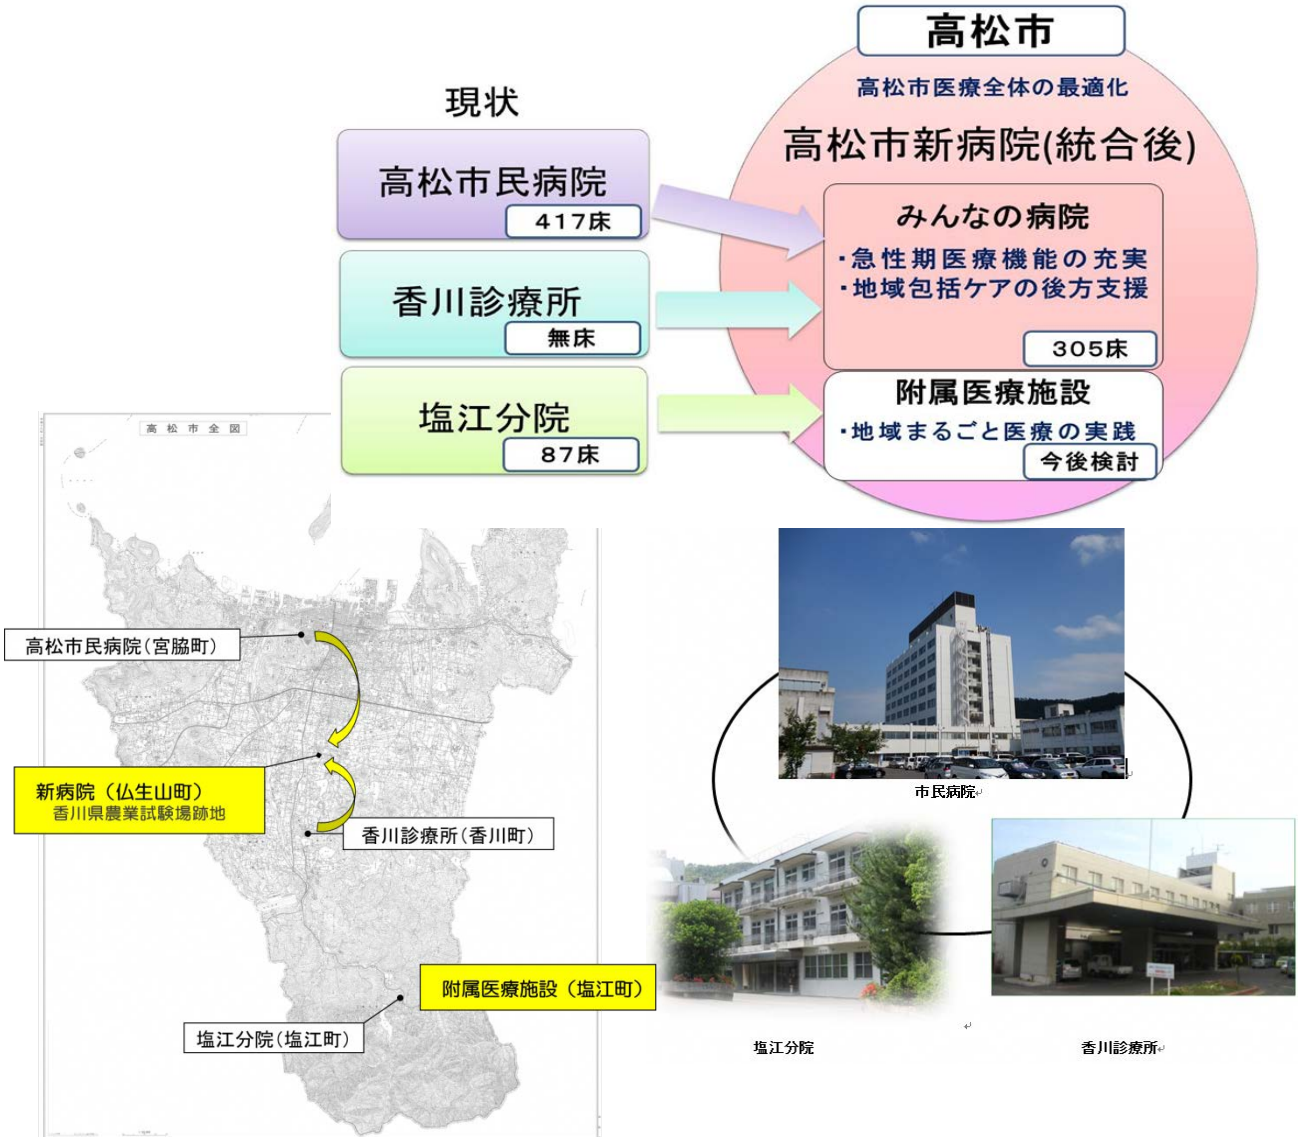 高松市
高松市医療全体の最適化
高松市新病院(統合後)
現状
高松市民病院
417床
香川診療所
無床
塩江分院
87床
みんなの病院
・急性期医療機能の充実
・地域包括ケアの後方支援
305床
附属医療施設
・地域まるごと医療の実践
今後検討
高松市全図
高松市民病院(宮脇町)
新病院（仏生山町）
香川県農業試験場跡地
香川診療所(香川町)
附属医療施設（塩江町）
塩江分院(塩江町)
市民病院
塩江分院
香川診療所